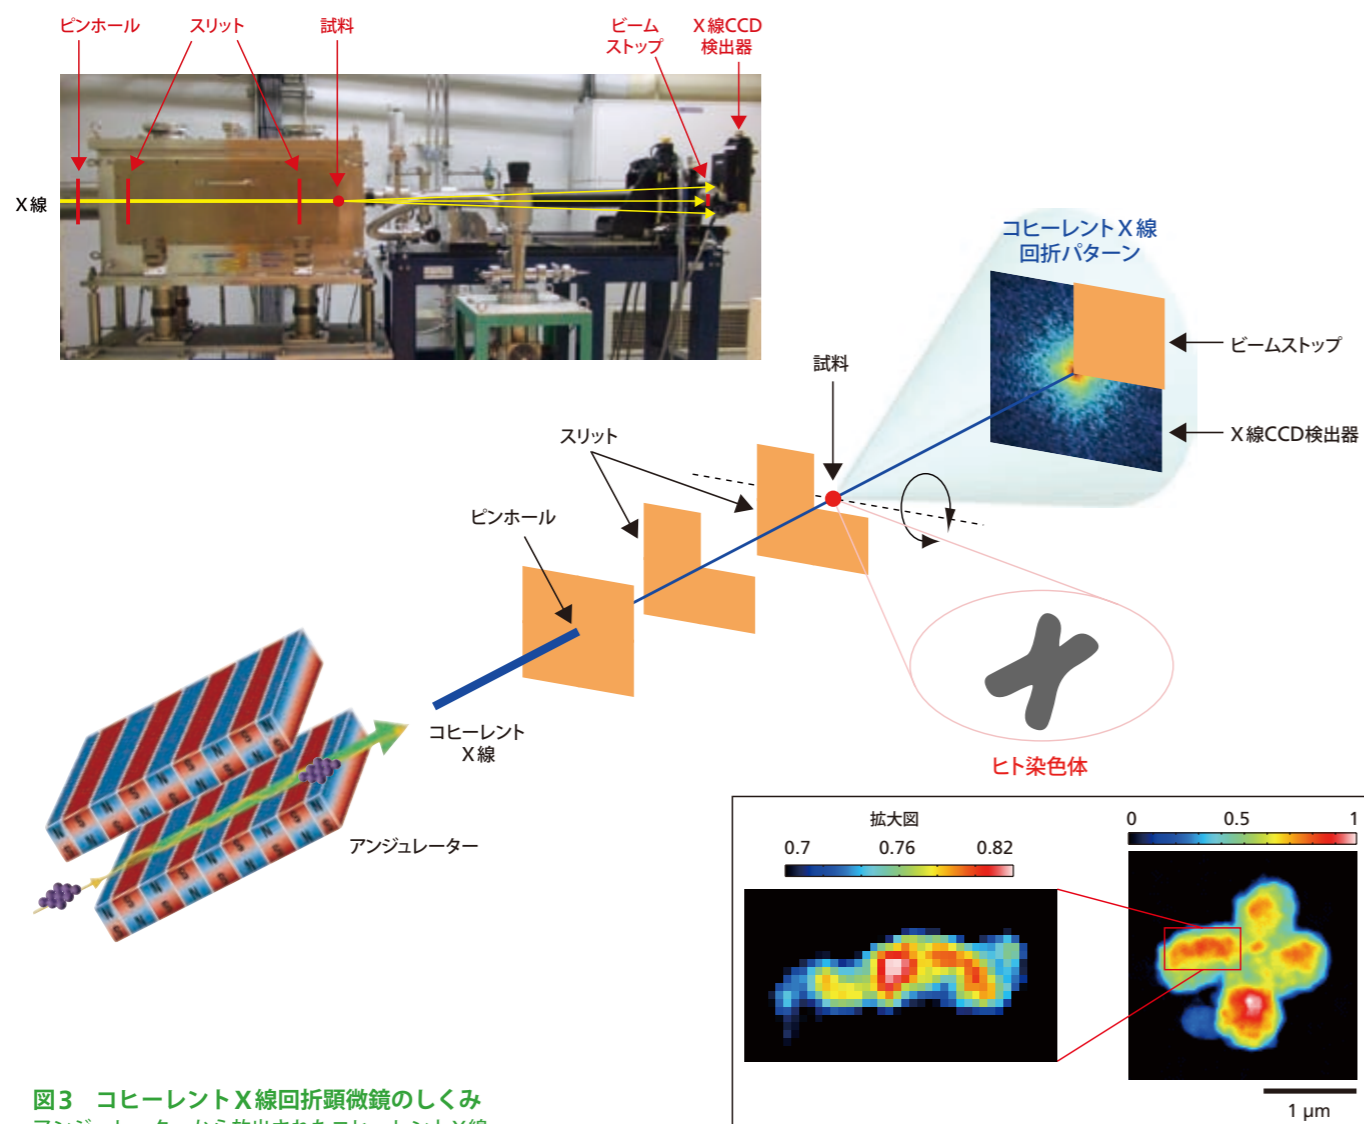 ピンホール
スリット
試料
ビーム
ストップ
X線CCD
検出器
X線
コヒーレントX線
回折パターン
ビームストップ
X線CCD検出器
試料
スリット
ピンホール
コヒーレント
X線
アンジュレーター
ヒト染色体
拡大図
0.7 0.76 0.82
0 0.5 1
1 μm
図3 コヒーレントX線回折顕微鏡のしくみ